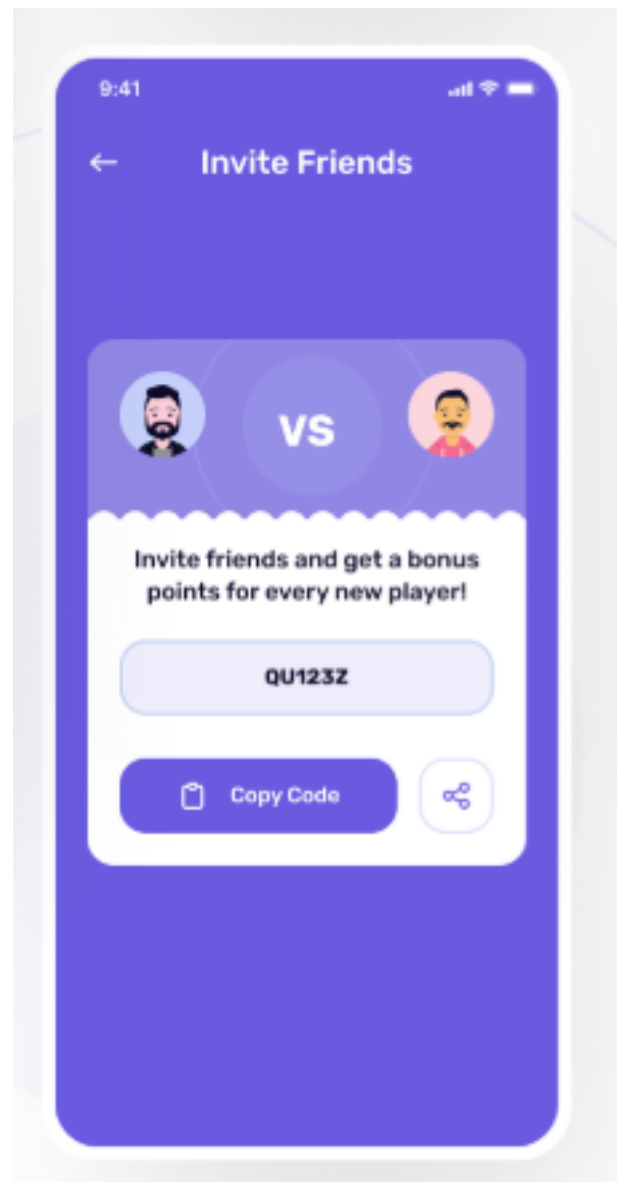 9:41
Invite Friends
VS
Invite friends and get a bonus
points for every new player!
QU123Z
Copy Code